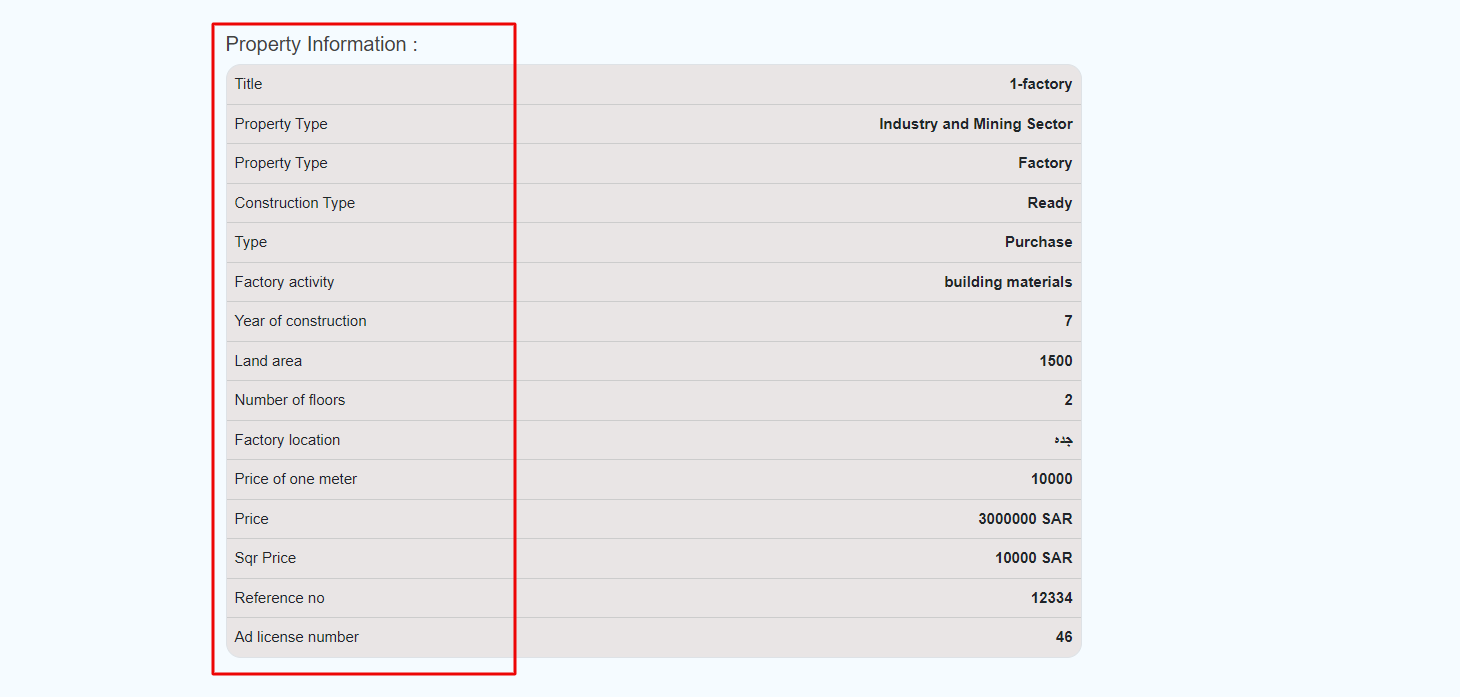 Property Information :
Title 1-factory
Property Type Industry and Mining Sector
Property Type Factory
Construction Type Ready
Type Purchase
Factory activity building materials
Year of construction 7
Land area 1500
Number of floors 2
Factory location جده
Price of one meter 10000
Price 3000000 SAR
Sqr Price 10000 SAR
Reference no 12334
Ad license number 46